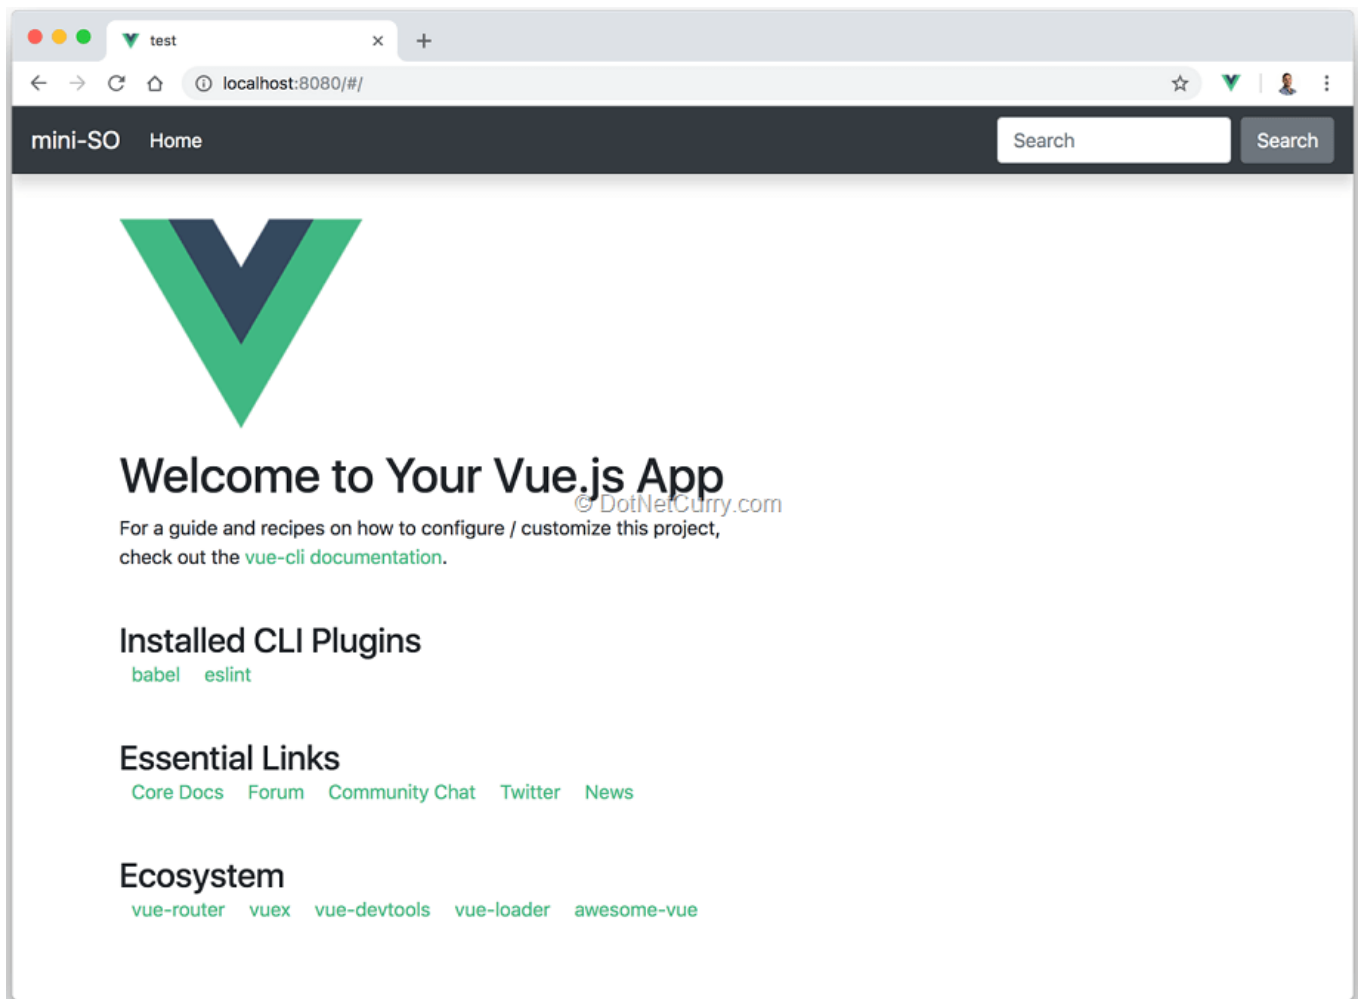 test
localhost:8080/#/
mini-SO Home Search Search
Welcome to Your Vue.js App
© DotNetCurry.com
For a guide and recipes on how to configure / customize this project,
check out the vue-cli documentation.
Installed CLI Plugins
babel eslint
Essential Links
Core Docs Forum Community Chat Twitter News
Ecosystem
vue-router vuex vue-devtools vue-loader awesome-vue